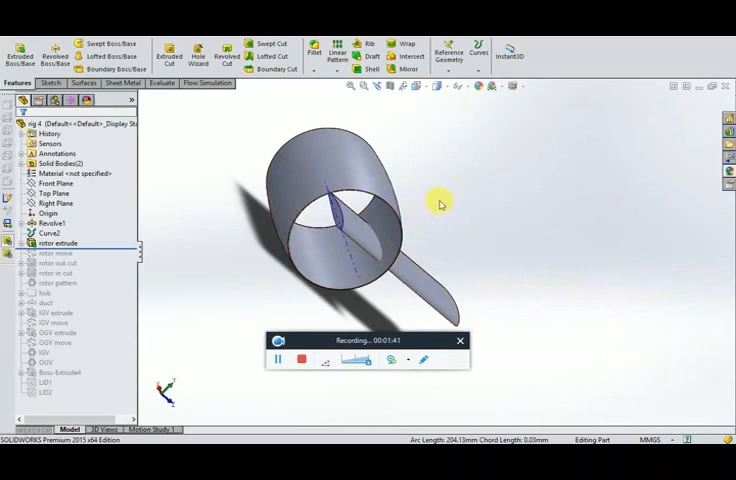 Extruded Boss/Base
Revolved Boss/Base
Swept Boss/Base
Lofted Boss/Base
Boundary Boss/Base
Extruded Cut
Hole Wizard
Revolved Cut
Swept Cut
Lofted Cut
Boundary Cut
Fillet
Linear Pattern
Rib
Draft
Shell
Wrap
Intersect
Mirror
Reference Geometry
Curves
Instant3D
Features
Sketch
Surfaces
Sheet Metal
Evaluate
Flow Simulation
rig 4 (Default<<Default>_Display Sta
History
Sensors
Annotations
Solid Bodies(2)
Material <not specified>
Front Plane
Top Plane
Right Plane
Origin
Revolve1
Curve2
rotor extrude
rotor move
rotor out cut
rotor in cut
rotor pattern
hub
duct
IGV extrude
IGV move
OGV extrude
OGV move
IGV
OGV
Boss-Extrude4
LID1
LID2
Recording... 00:01:41
Model
3D Views
Motion Study 1
SOLIDWORKS Premium 2015 x64 Edition
Arc Length: 204.13mm Chord Length: 0.03mm
Editing Part
MMGS